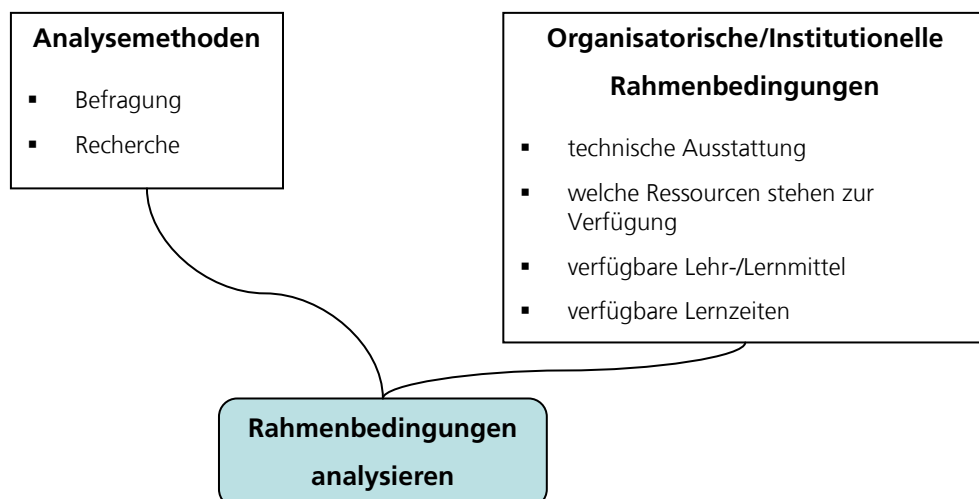 Analysemethoden
▪ Befragung
▪ Recherche
Organisatorische/Institutionelle
Rahmenbedingungen
▪ technische Ausstattung
▪ welche Ressourcen stehen zur
Verfügung
▪ verfügbare Lehr-/Lernmittel
▪ verfügbare Lernzeiten
Rahmenbedingungen
analysieren